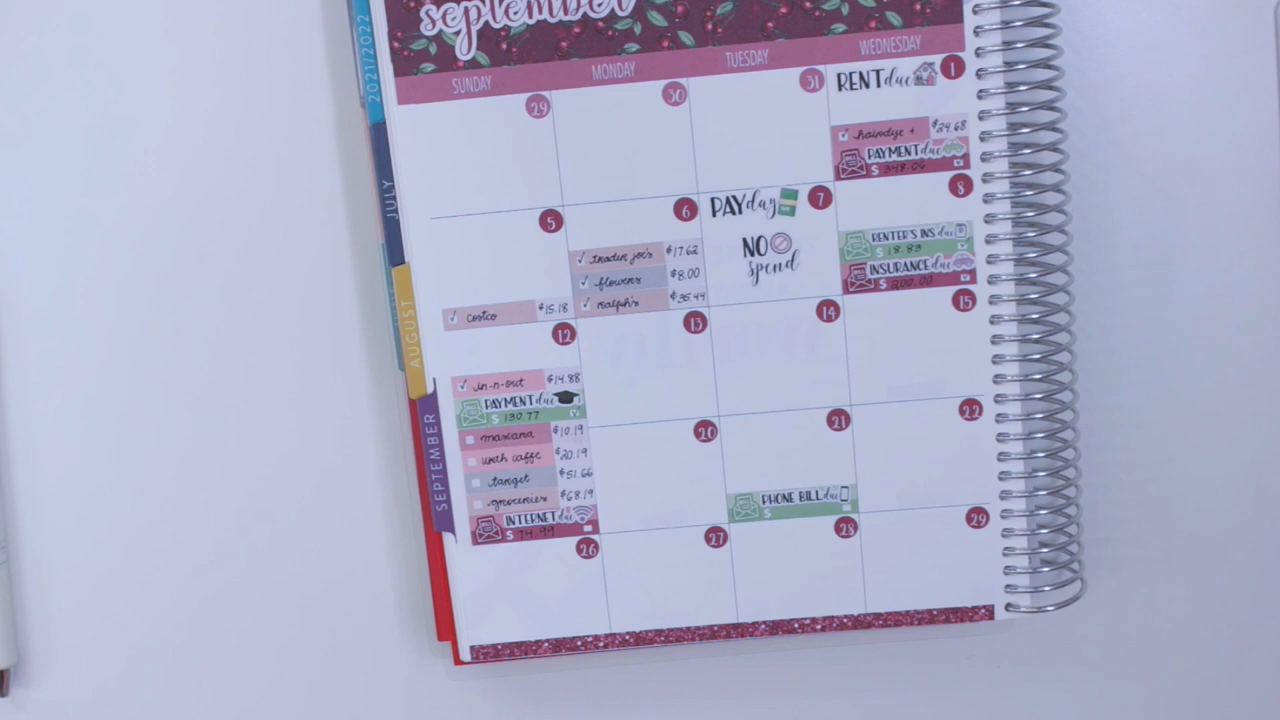 september
2021/2022
JULY
AUGUST
SEPTEMBER
SUNDAY
MONDAY
TUESDAY
WEDNESDAY
29
30
31
RENT due
1
hairdye + $24.68
PAYMENT due
$ 348.06
5
costco $15.18
6
trader joe's $17.62
flowers $8.00
ralph's $35.44
PAY day
7
NO
spend
8
RENTER'S INS due
$ 18.83
INSURANCE due
$ 200.00
12
in-n-out $14.88
PAYMENT due
$ 130.77
13
14
15
mascara $10.19
urth caffe $20.19
target $51.66
groceries $68.19
INTERNET due
$ 74.99
20
21
PHONE BILL due
$
22
26
27
28
29